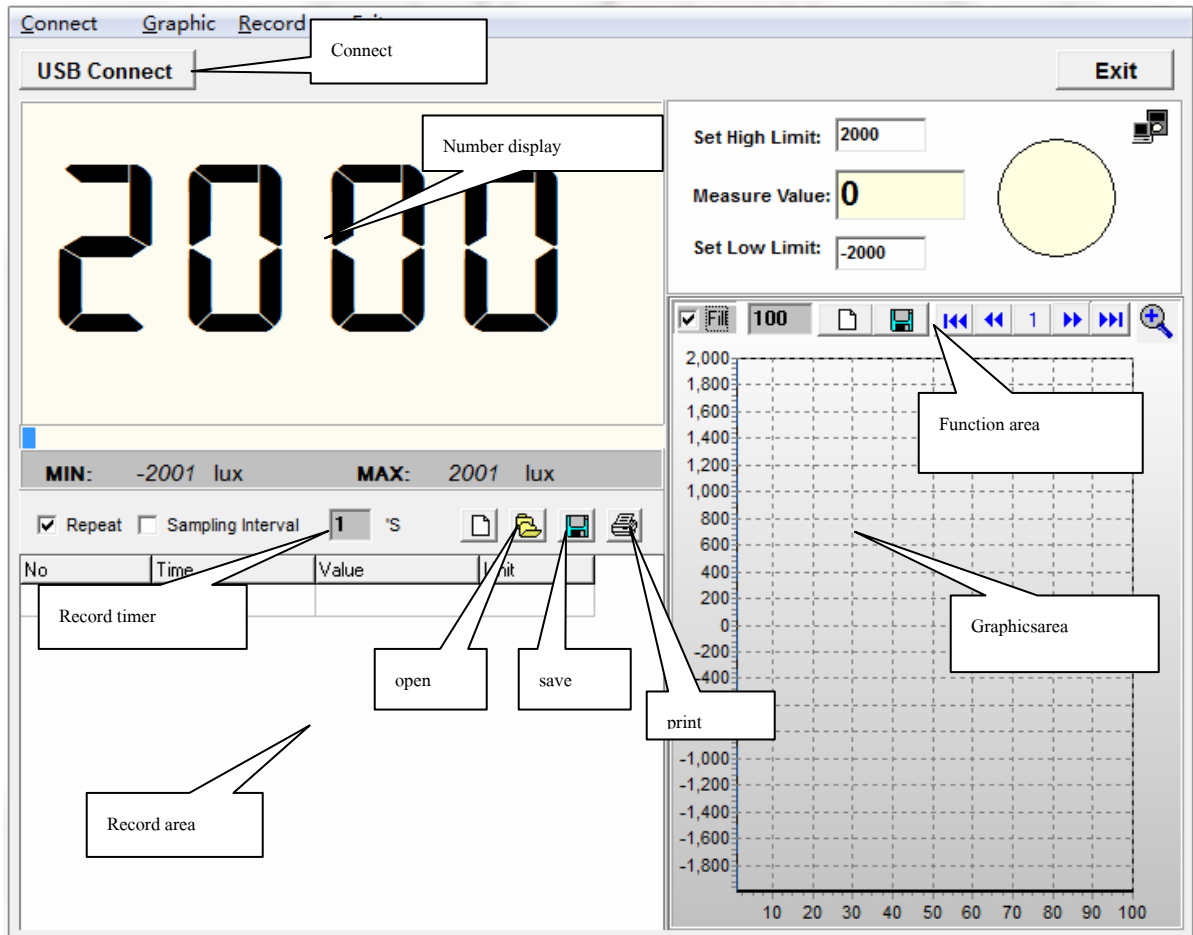 Connect Graphic Record
Connect
USB Connect
Exit
2000
Number display
Set High Limit: 2000
Measure Value: 0
Set Low Limit: -2000
MIN: -2001 lux MAX: 2001 lux
Repeat Sampling Interval 1 'S
No Time Value Unit
Record timer
open
save
print
Record area
Fill 100 1
Function area
Graphicsarea
2,000
1,800
1,600
1,400
1,200
1,000
800
600
400
200
0
-200
-400
-1,000
-1,200
-1,400
-1,600
-1,800
10 20 30 40 50 60 70 80 90 100